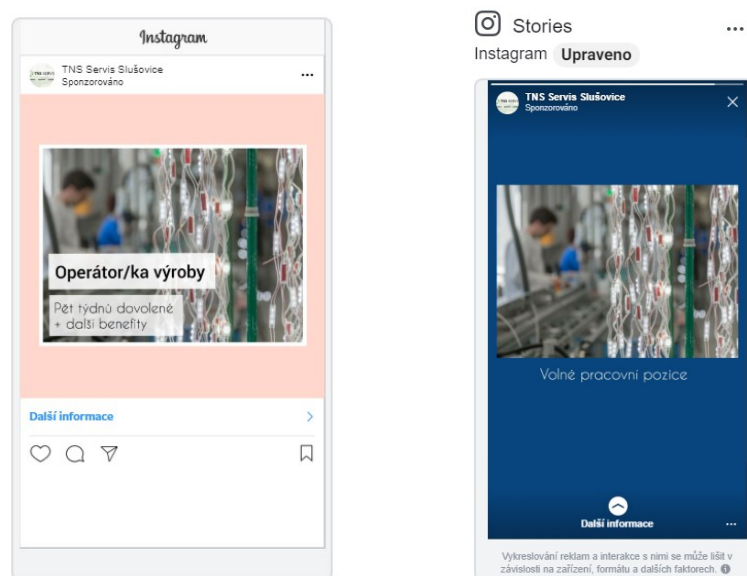 Instagram
TNS Servis Slušovice
Sponzorováno
Operátor/ka výroby
Pět týdnů dovolené
+ další benefity
Další informace
Stories
Instagram Upraveno
TNS Servis Slušovice
Sponzorováno
Volné pracovní pozice
Další informace
Vykreslování reklam a interakce s nimi se může lišit v
závislosti na zařízení, formátu a dalších faktorech.